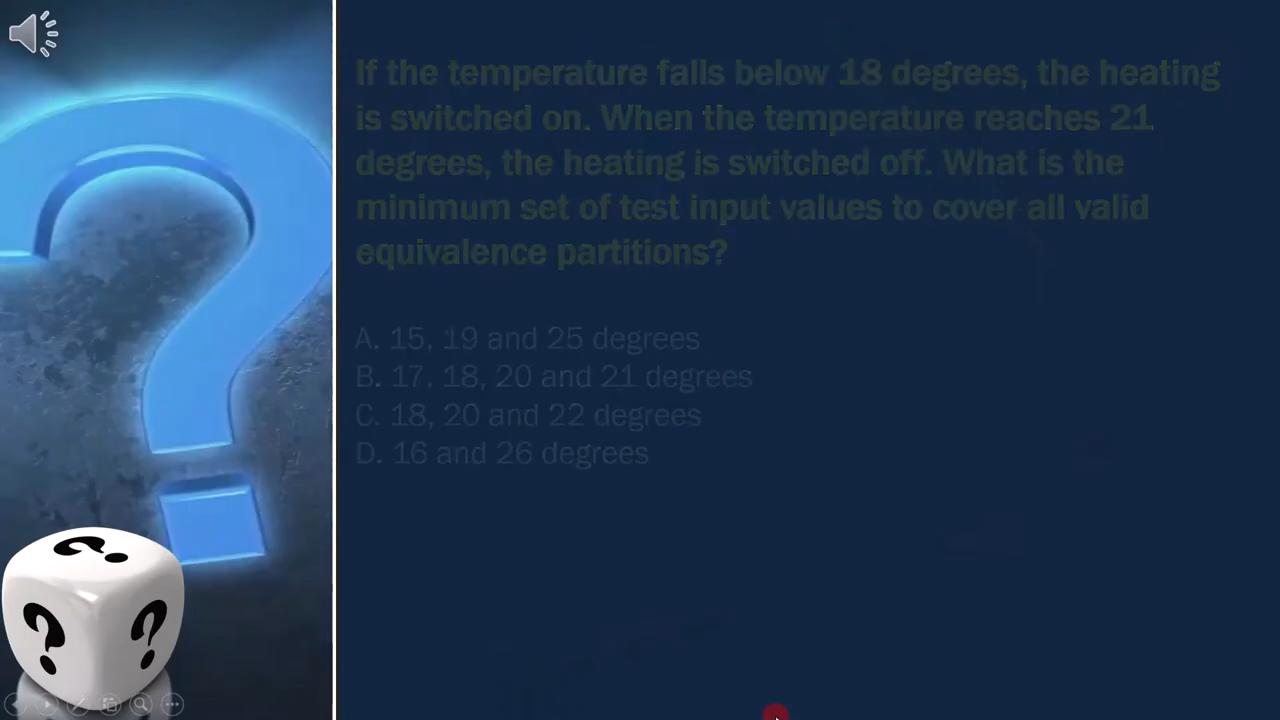 If the temperature falls below 18 degrees, the heating
is switched on. When the temperature reaches 21
degrees, the heating is switched off. What is the
minimum set of test input values to cover all valid
equivalence partitions?
A. 15, 19 and 25 degrees
B. 17, 18, 20 and 21 degrees
C. 18, 20 and 22 degrees
D. 16 and 26 degrees